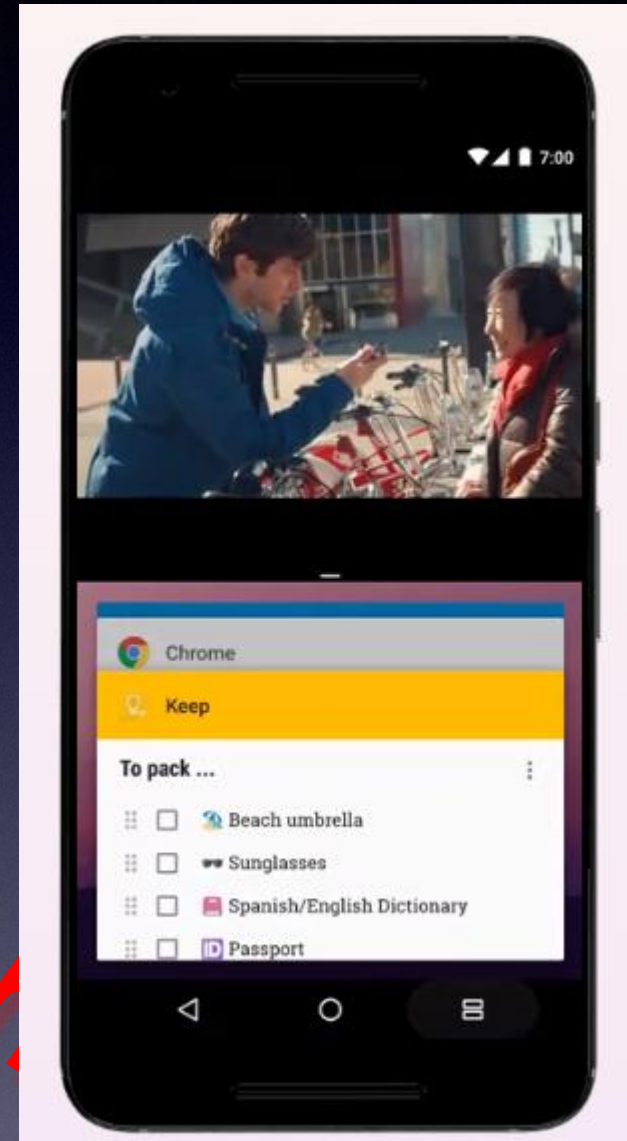 7:00
Chrome
Keep
To pack ...
Beach umbrella
Sunglasses
Spanish/English Dictionary
Passport